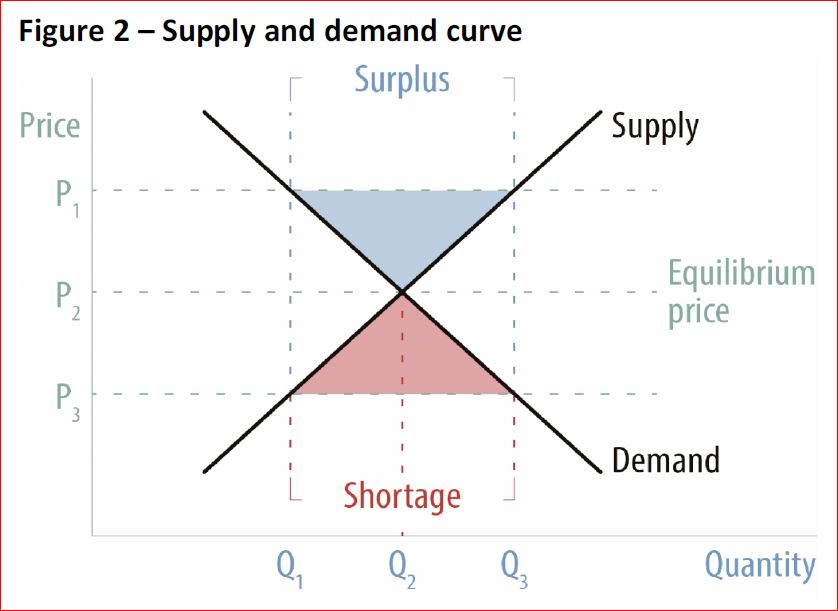 Figure 2 – Supply and demand curve
Surplus
Price
Supply
P1
Equilibrium
price
P2
P3
Demand
Shortage
Q1
Q2
Q3
Quantity